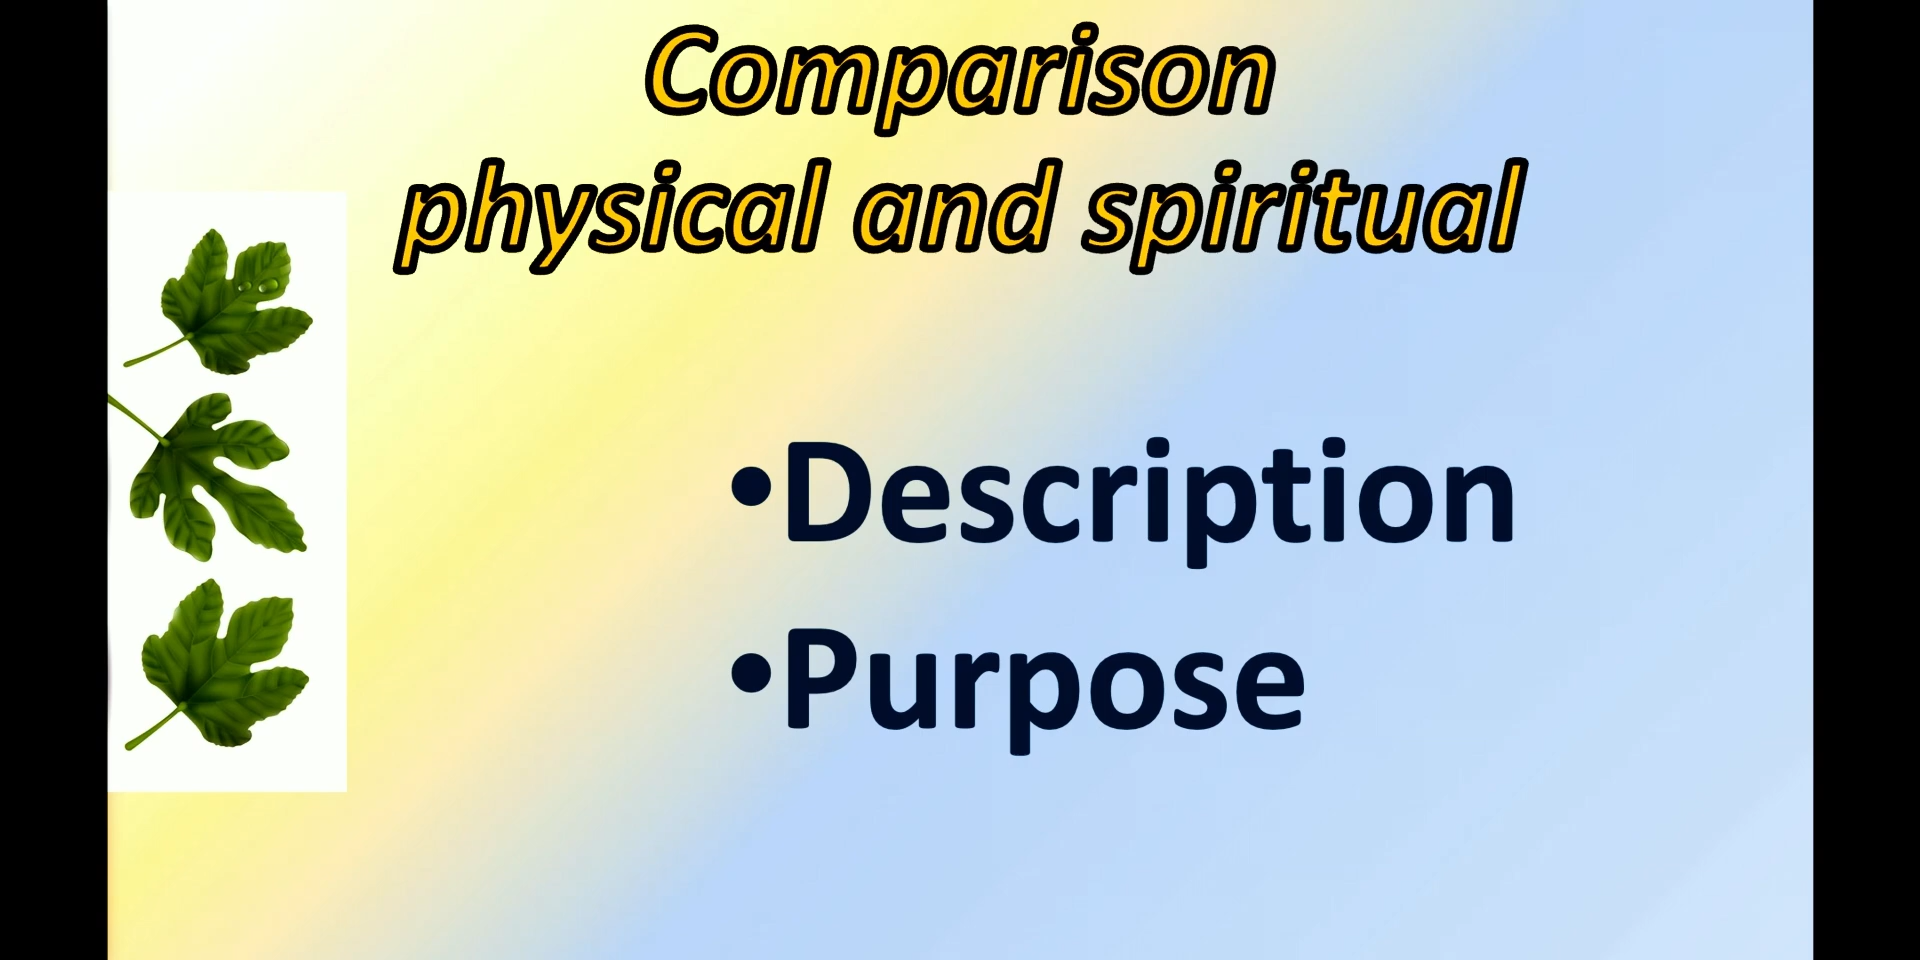 Comparison
physical and spiritual
•Description
•Purpose